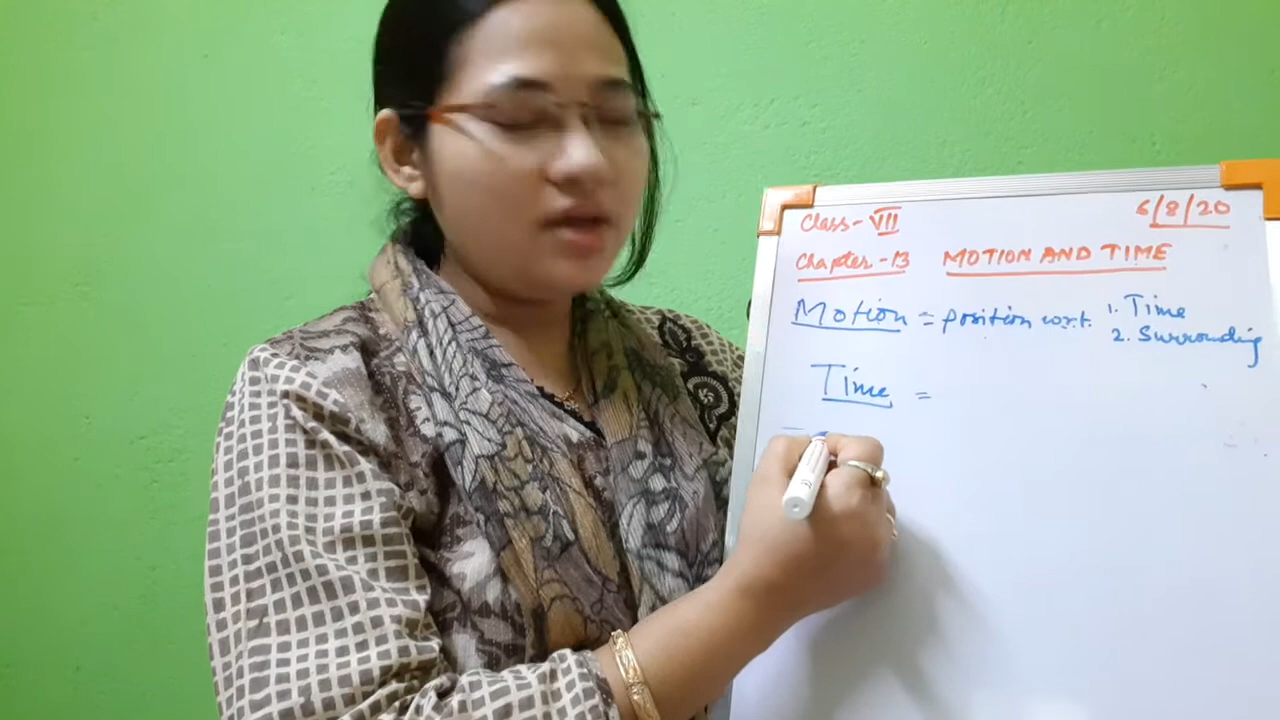 Class-VII 6/8/20
Chapter-13 MOTION AND TIME
Motion = position w.r.t. 1. Time
2. Surrounding
Time =